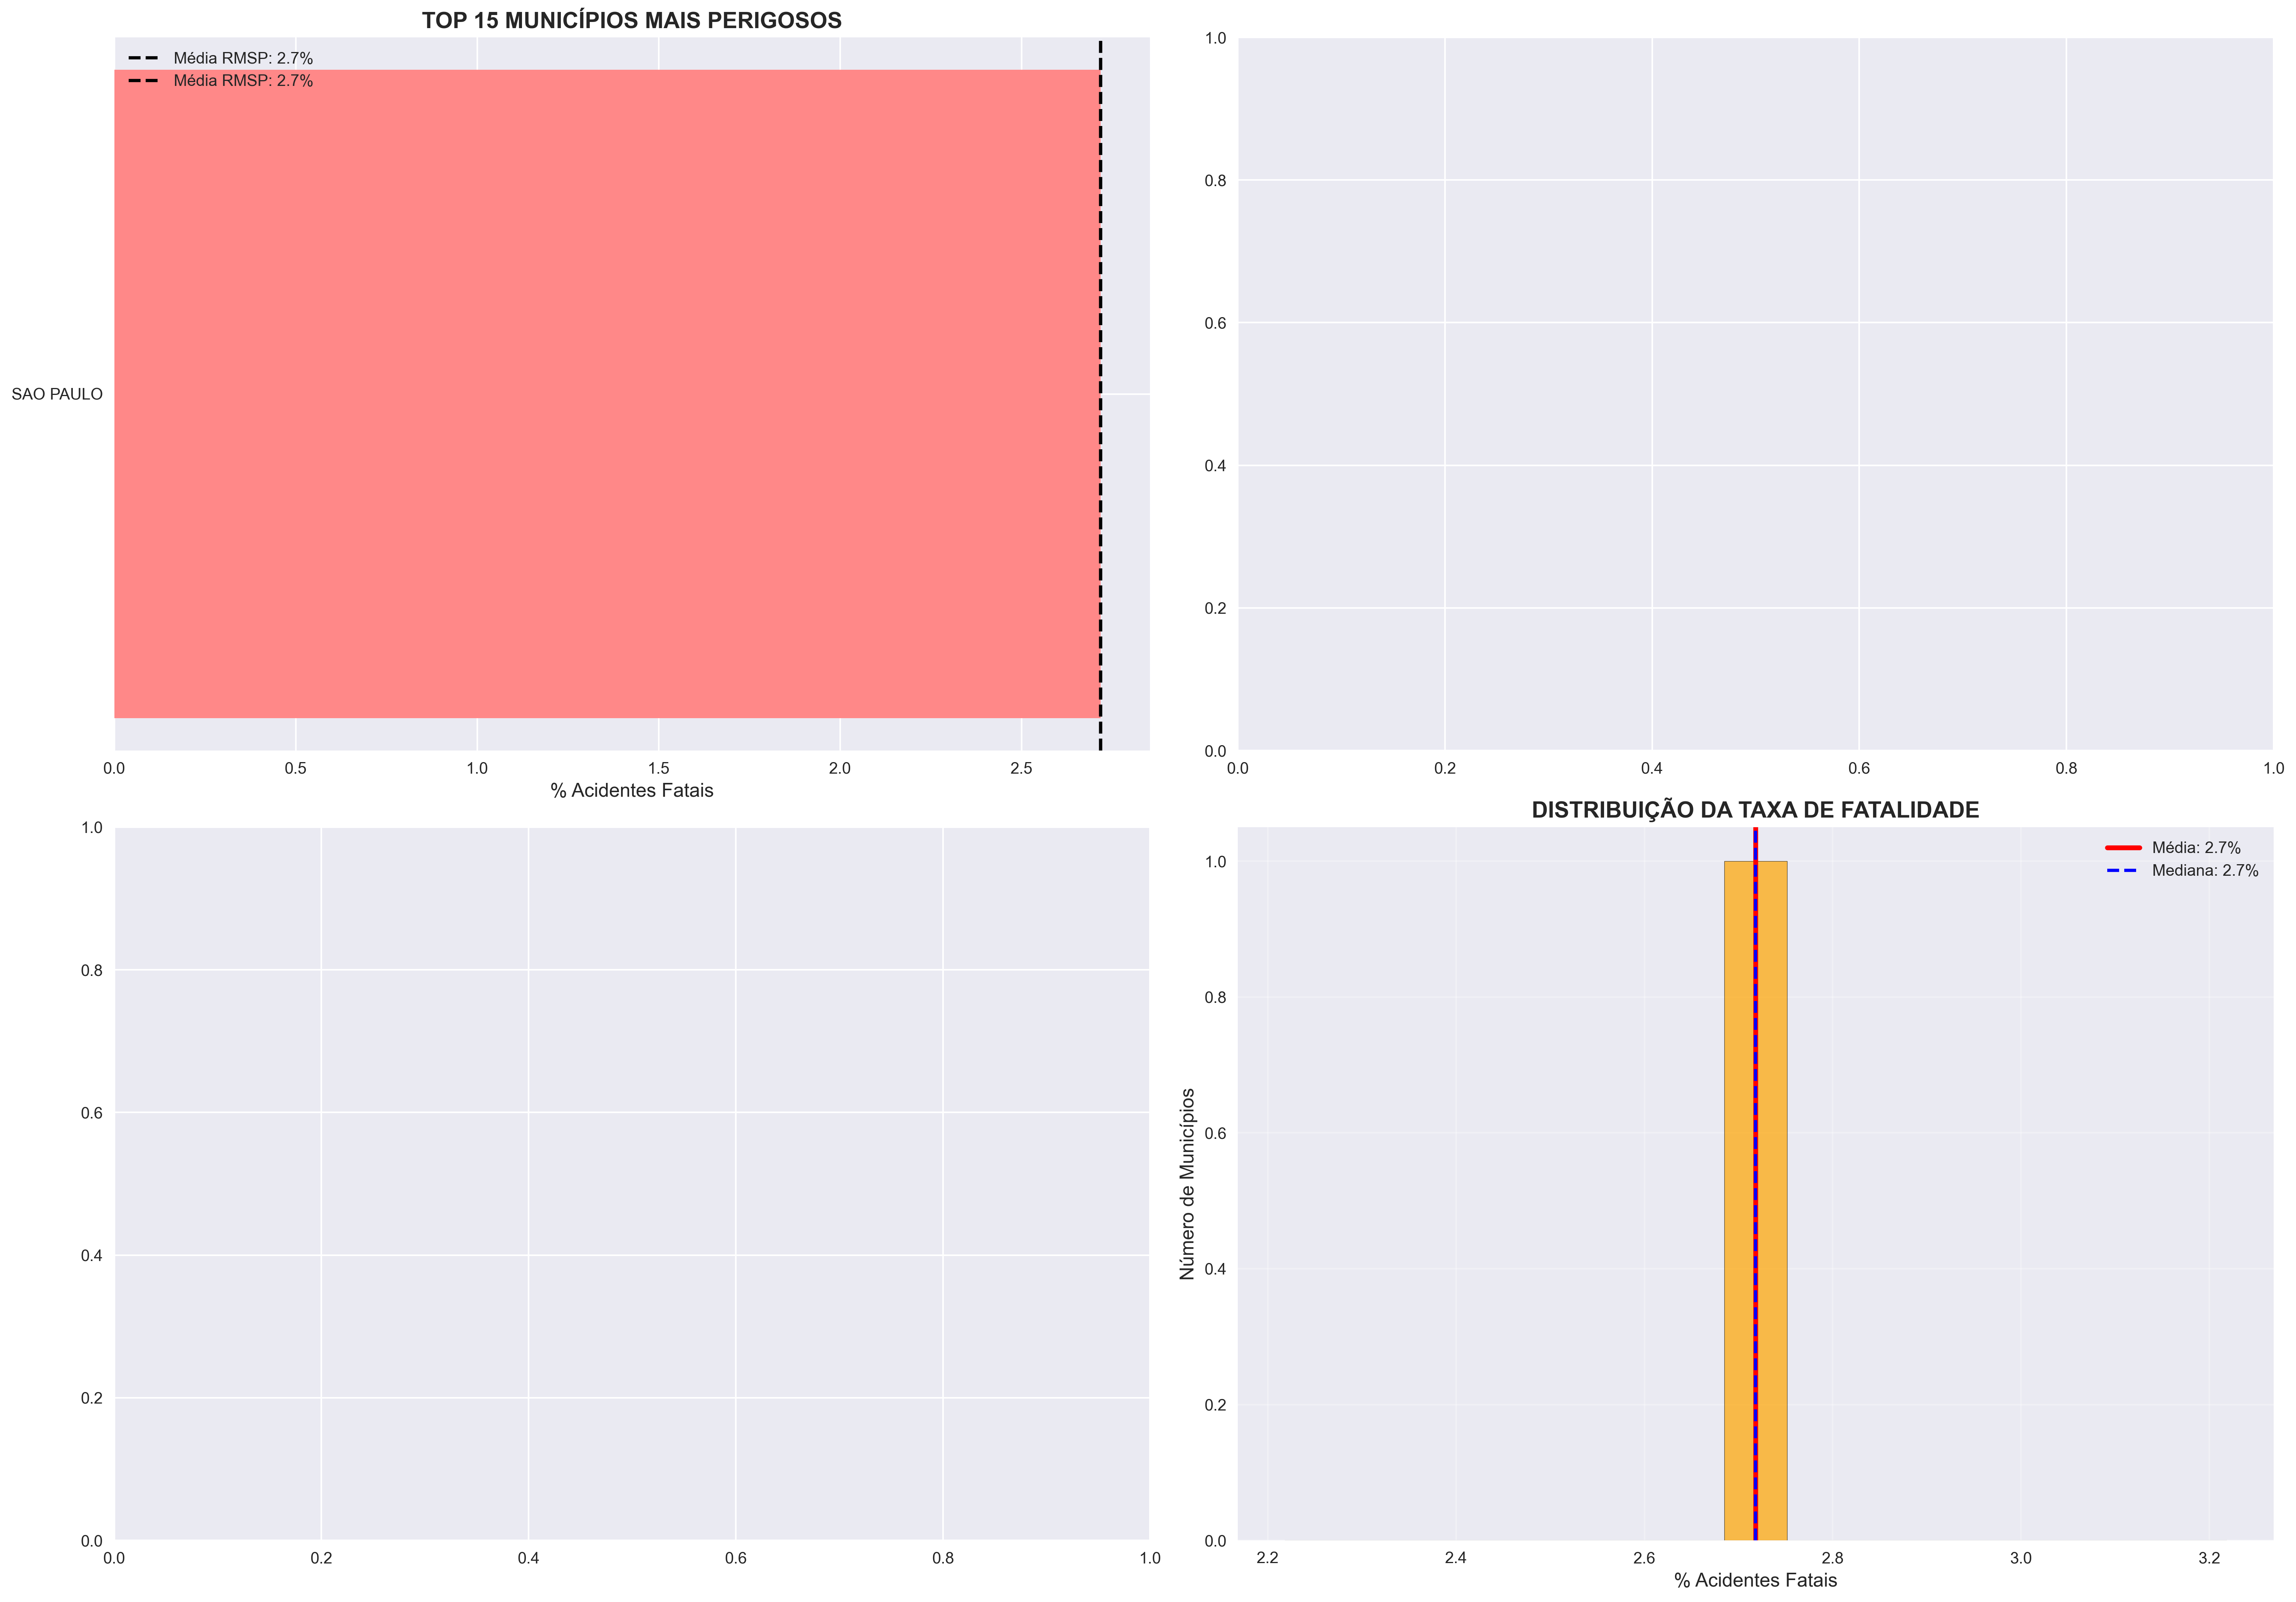 TOP 15 MUNICÍPIOS MAIS PERIGOSOS
Média RMSP: 2.7%
Média RMSP: 2.7%
SAO PAULO
0.0 0.5 1.0 1.5 2.0 2.5
% Acidentes Fatais
1.0
0.8
0.6
0.4
0.2
0.0
0.0 0.2 0.4 0.6 0.8 1.0
1.0
0.8
0.6
0.4
0.2
0.0
0.0 0.2 0.4 0.6 0.8 1.0
DISTRIBUIÇÃO DA TAXA DE FATALIDADE
Média: 2.7%
Mediana: 2.7%
Número de Municípios
1.0
0.8
0.6
0.4
0.2
0.0
2.2 2.4 2.6 2.8 3.0 3.2
% Acidentes Fatais